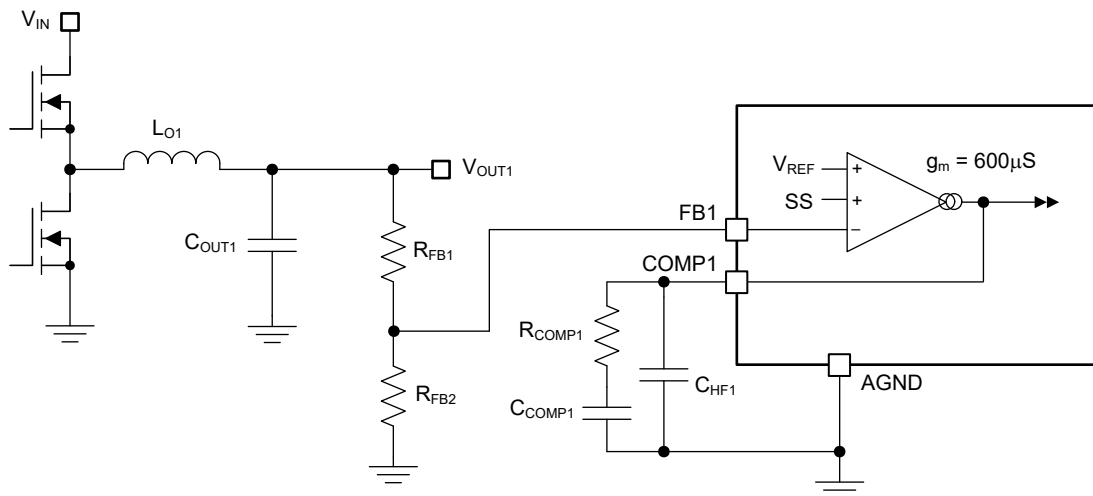 VIN
LO1
VOUT1
COUT1
RFB1
RFB2
FB1
COMP1
RCOMP1
CCOMP1
CHF1
VREF
SS
+
+
−
gm = 600µS
AGND